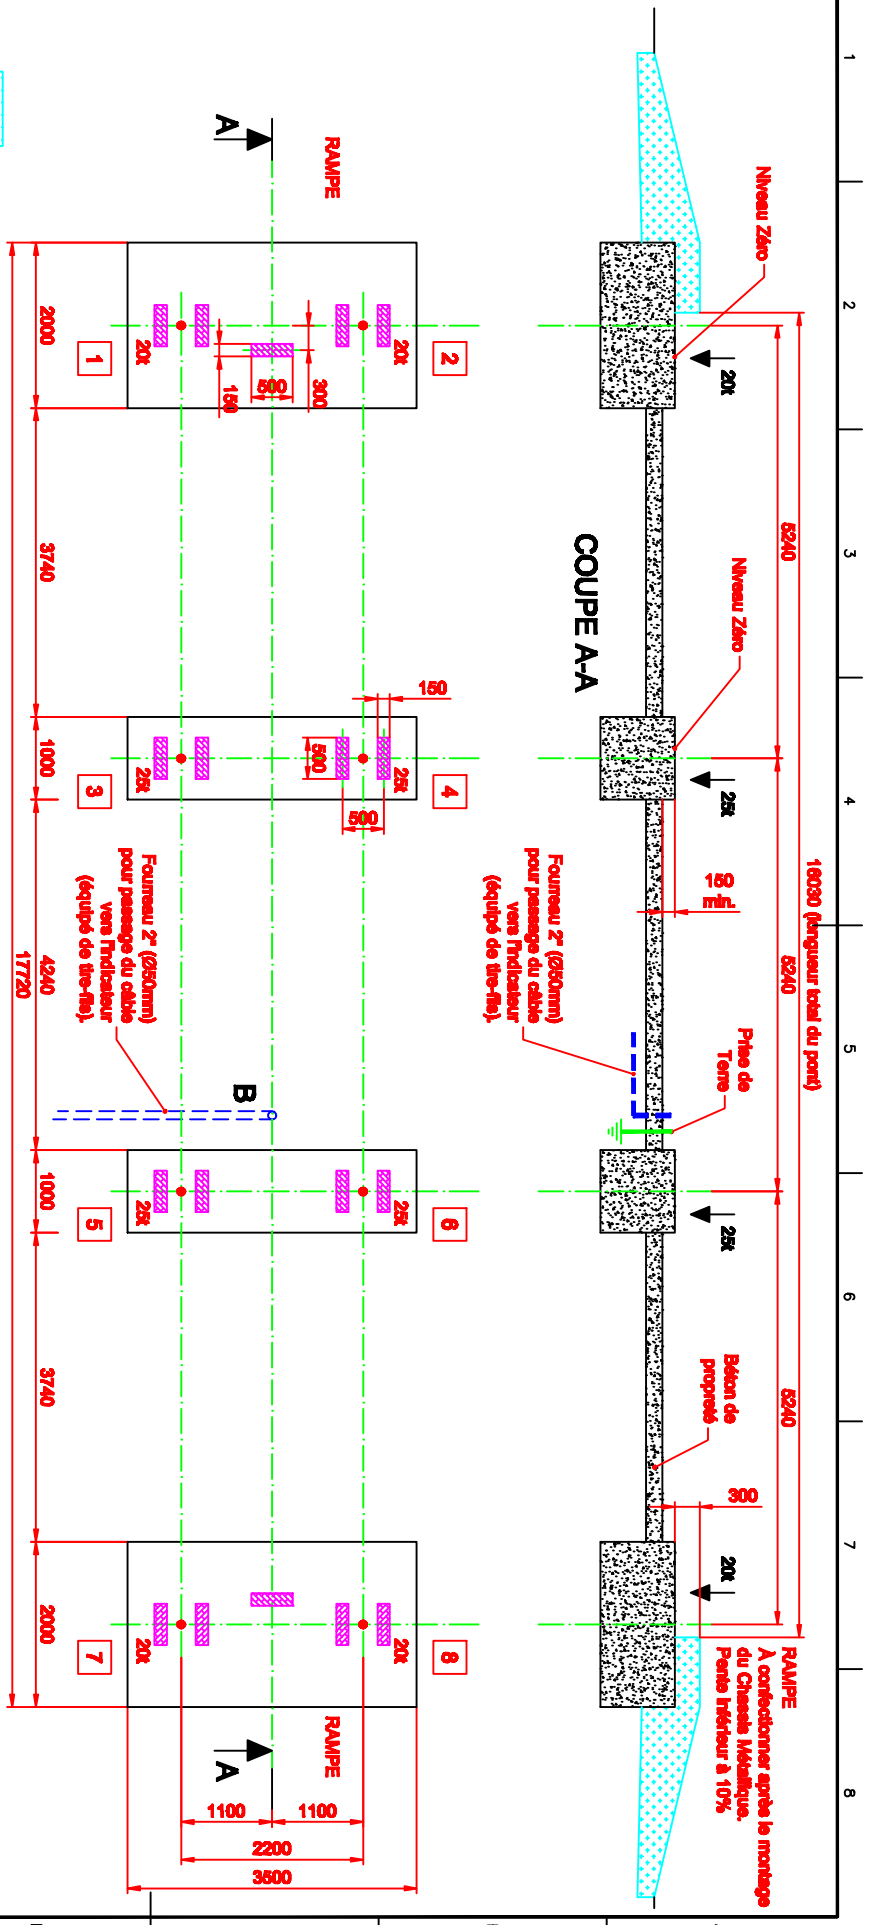 1
2
3
4
5
6
7
8
16030 (longueur total du pont)
5240
5240
5240
Niveau Zéro
Niveau Zéro
20t
25t
25t
20t
150
min.
300
Prise de
Terre
Béton de
propreté
RAMPE
À confectionner après le montage
du Chassis Métallique.
Pente Inférieur à 10%
Fourreau 2" (Ø50mm)
pour passage du câble
vers l'indicateur
(équipé de tire-fils).
COUPE A-A
RAMPE
RAMPE
A
A
B
2
4
6
8
20t
25t
25t
20t
300
500
150
150
500
500
20t
25t
25t
20t
1
3
5
7
Fourreau 2" (Ø50mm)
pour passage du câble
vers l'indicateur
(équipé de tire-fils).
1100
1100
2200
3500
2000
3740
1000
4240
1000
3740
2000
17720